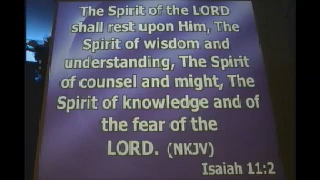 The Spirit of the LORD
shall rest upon Him, The
Spirit of wisdom and
understanding, The Spirit
of counsel and might, The
Spirit of knowledge and of
the fear of the
LORD. (NKJV)
Isaiah 11:2